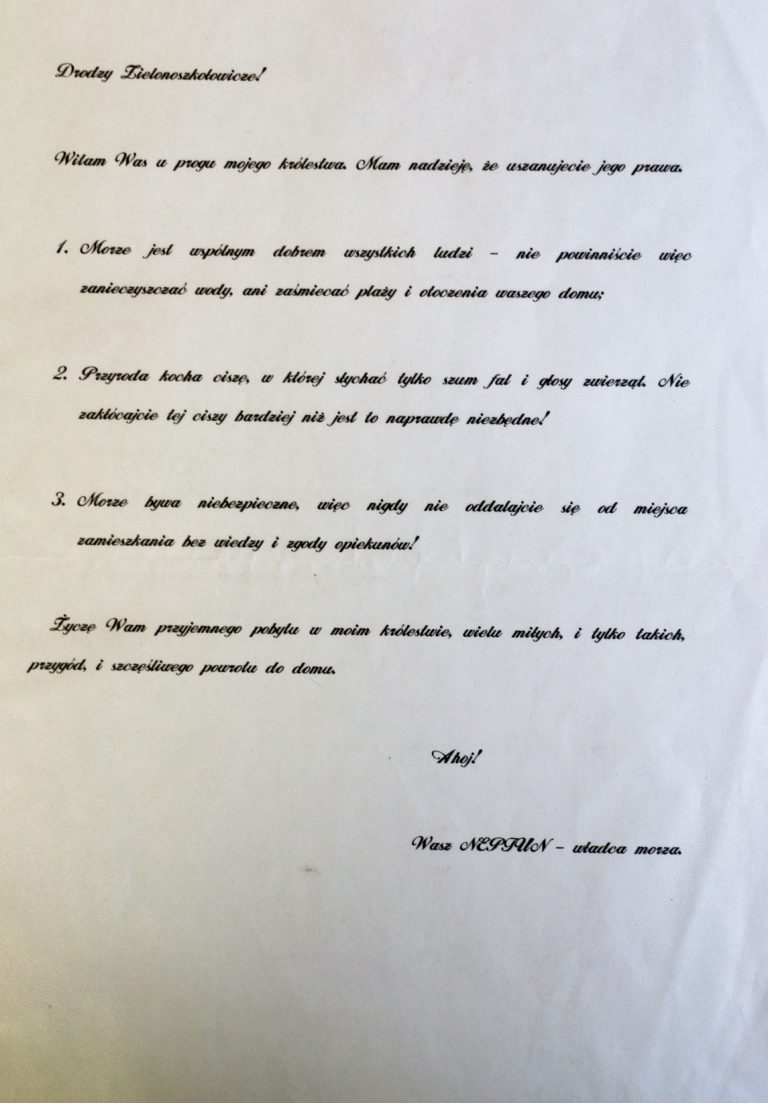 Drodzy Zielonoszkołowicze!
Witam Was u progu mojego królestwa. Mam nadzieję, że uszanujecie jego prawa.
1. Morze jest wspólnym dobrem wszystkich ludzi – nie powinniście więc
zanieczyszczać wody, ani zaśmiecać plaży i otoczenia waszego domu;
2. Przyroda kocha ciszę, w której słychać tylko szum fal i głosy zwierząt. Nie
zakłócajcie tej ciszy bardziej niż jest to naprawdę niezbędne!
3. Morze bywa niebezpieczne, więc nigdy nie oddalajcie się od miejsca
zamieszkania bez wiedzy i zgody opiekunów!
Życzę Wam przyjemnego pobytu w moim królestwie, wielu miłych, i tylko takich,
przygód, i szczęśliwego powrotu do domu.
Ahoj!
Wasz NEPTUN – władca morza.